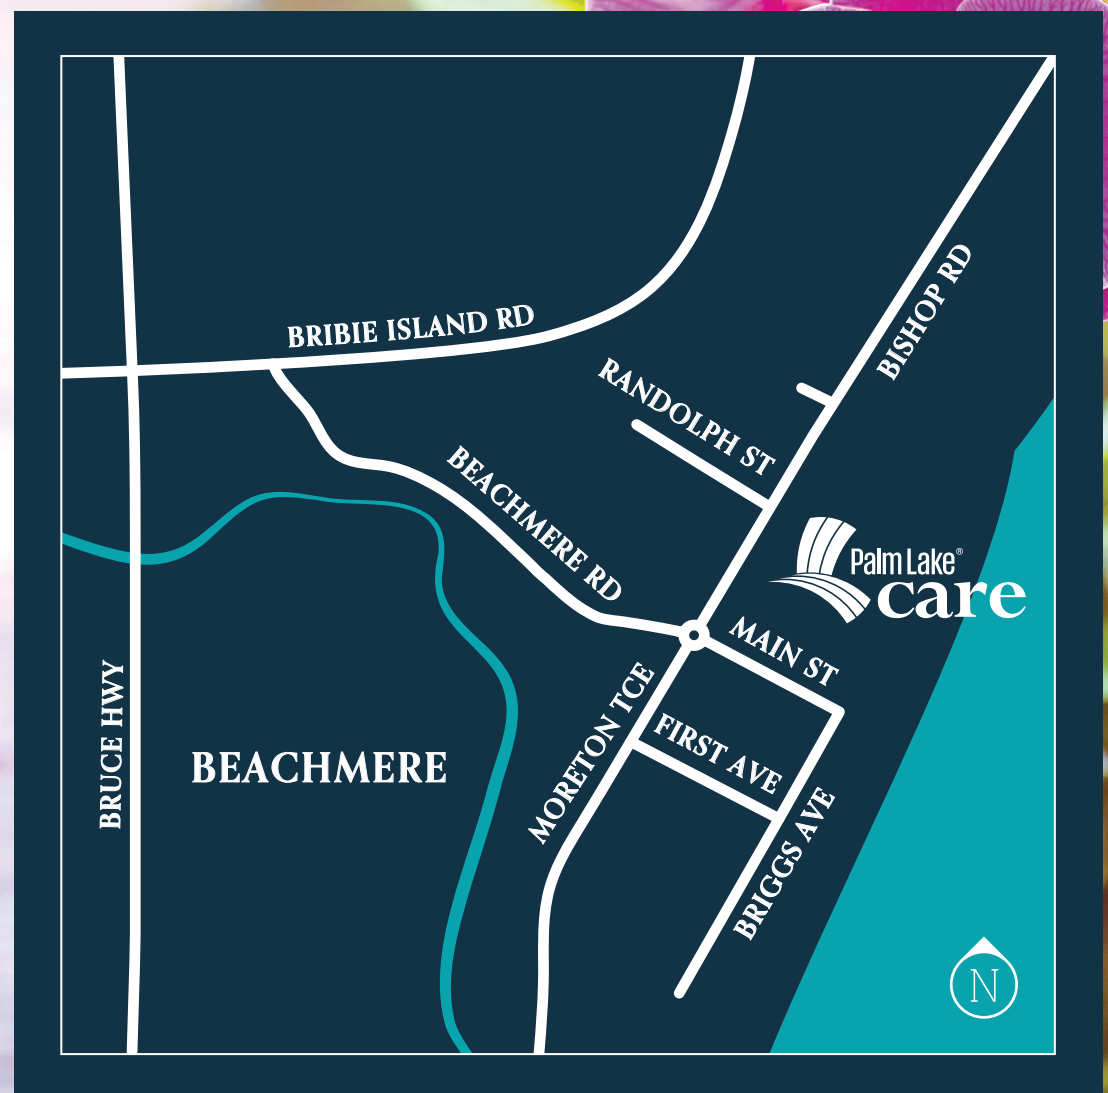 BRIBIE ISLAND RD
BISHOP RD
RANDOLPH ST
BEACHMERE RD
Palm Lake®
care
MAIN ST
MORETON TCE
FIRST AVE
BRUCE HWY
BEACHMERE
BRIGGS AVE
N